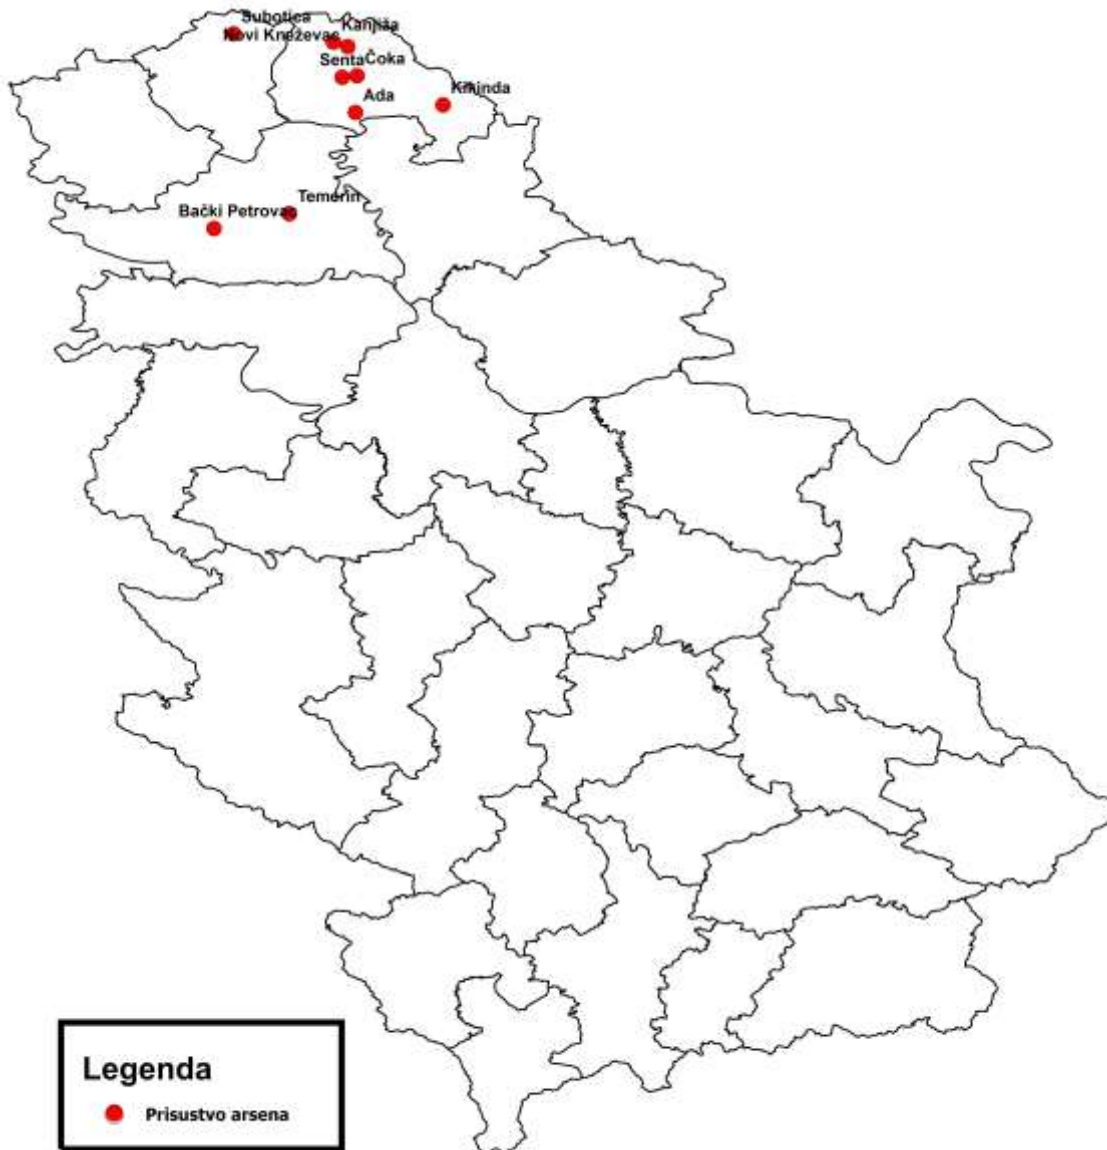 Subotica
Novi Kneževac
Kanjiža
Senta
Čoka
Ada
Kikinda
Temerin
Bački Petrovac
Legenda
Prisustvo arsena